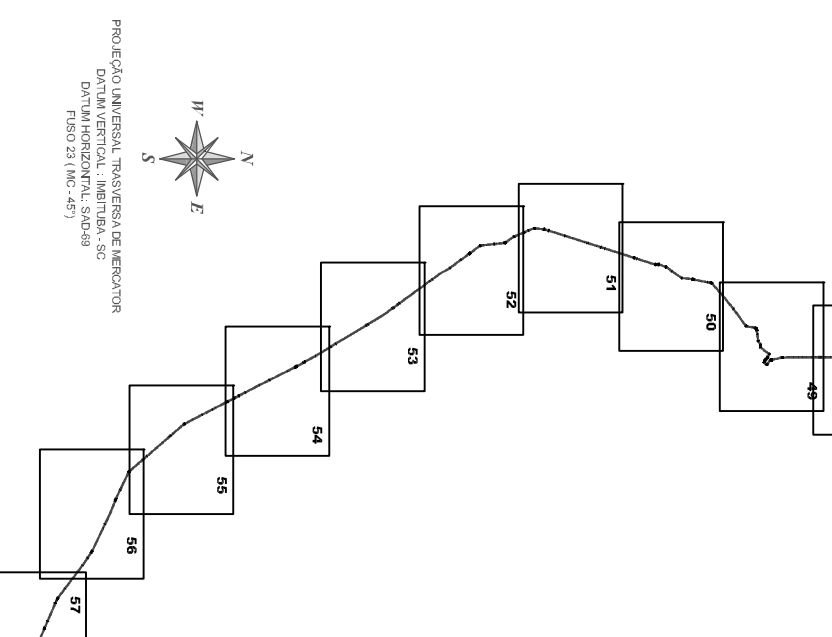 PROJEÇÃO UNIVERSAL TRASVERSA DE MERCATOR
DATUM VERTICAL : IMBITUBA - SC
DATUM HORIZONTAL: SAD-69
FUSO 23 ( MC - 45°)
N
W
E
S
49
50
51
52
53
54
55
56
57